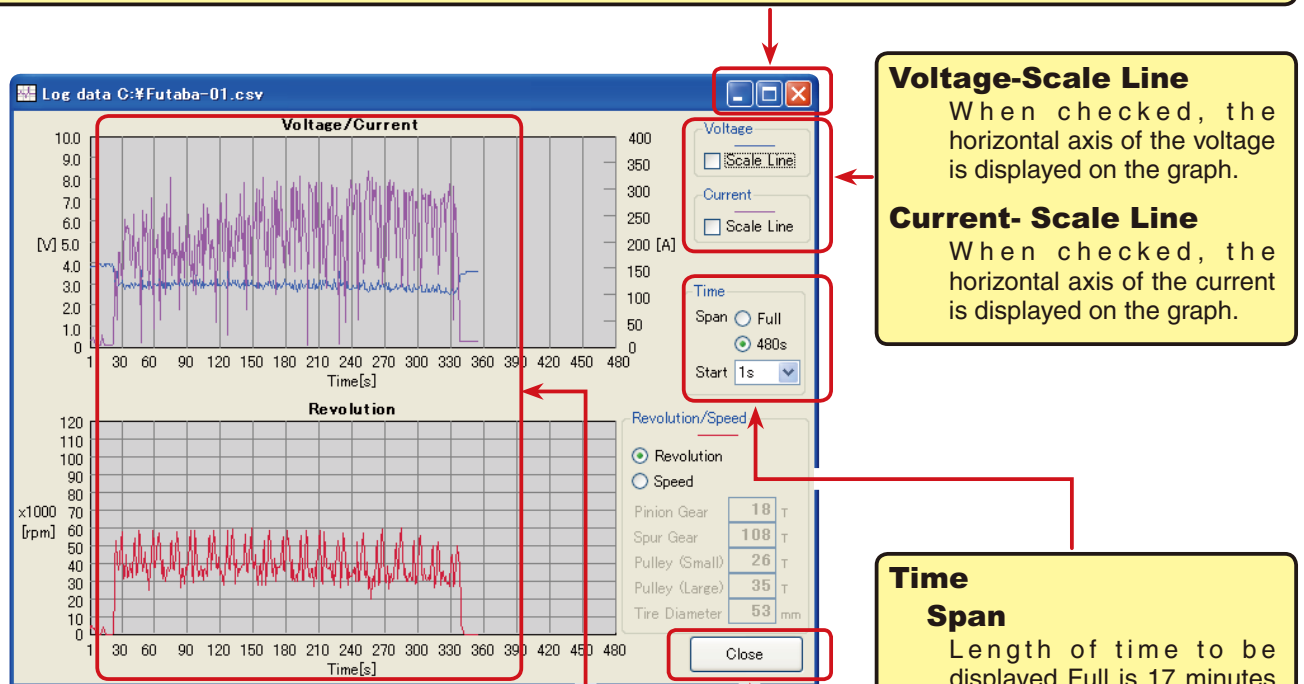 Log data C:¥Futaba-01.csv
Voltage/Current
10.0
9.0
8.0
7.0
6.0
[V] 5.0
4.0
3.0
2.0
1.0
0
400
350
300
250
200 [A]
150
100
50
0
1 30 60 90 120 150 180 210 240 270 300 330 360 390 420 450 480
Time[s]
Voltage
Scale Line
Current
Scale Line
Time
Span Full
480s
Start 1s
Revolution
120
110
100
90
80
x1000 70
[rpm] 60
50
40
30
20
10
0
1 30 60 90 120 150 180 210 240 270 300 330 360 390 420 450 480
Time[s]
Revolution/Speed
Revolution
Speed
Pinion Gear 18 T
Spur Gear 108 T
Pulley (Small) 26 T
Pulley (Large) 35 T
Tire Diameter 53 mm
Close
Voltage-Scale Line
When checked, the
horizontal axis of the voltage
is displayed on the graph.
Current- Scale Line
When checked, the
horizontal axis of the current
is displayed on the graph.
Time
Span
Length of time to be
displayed Full is 17 minutes